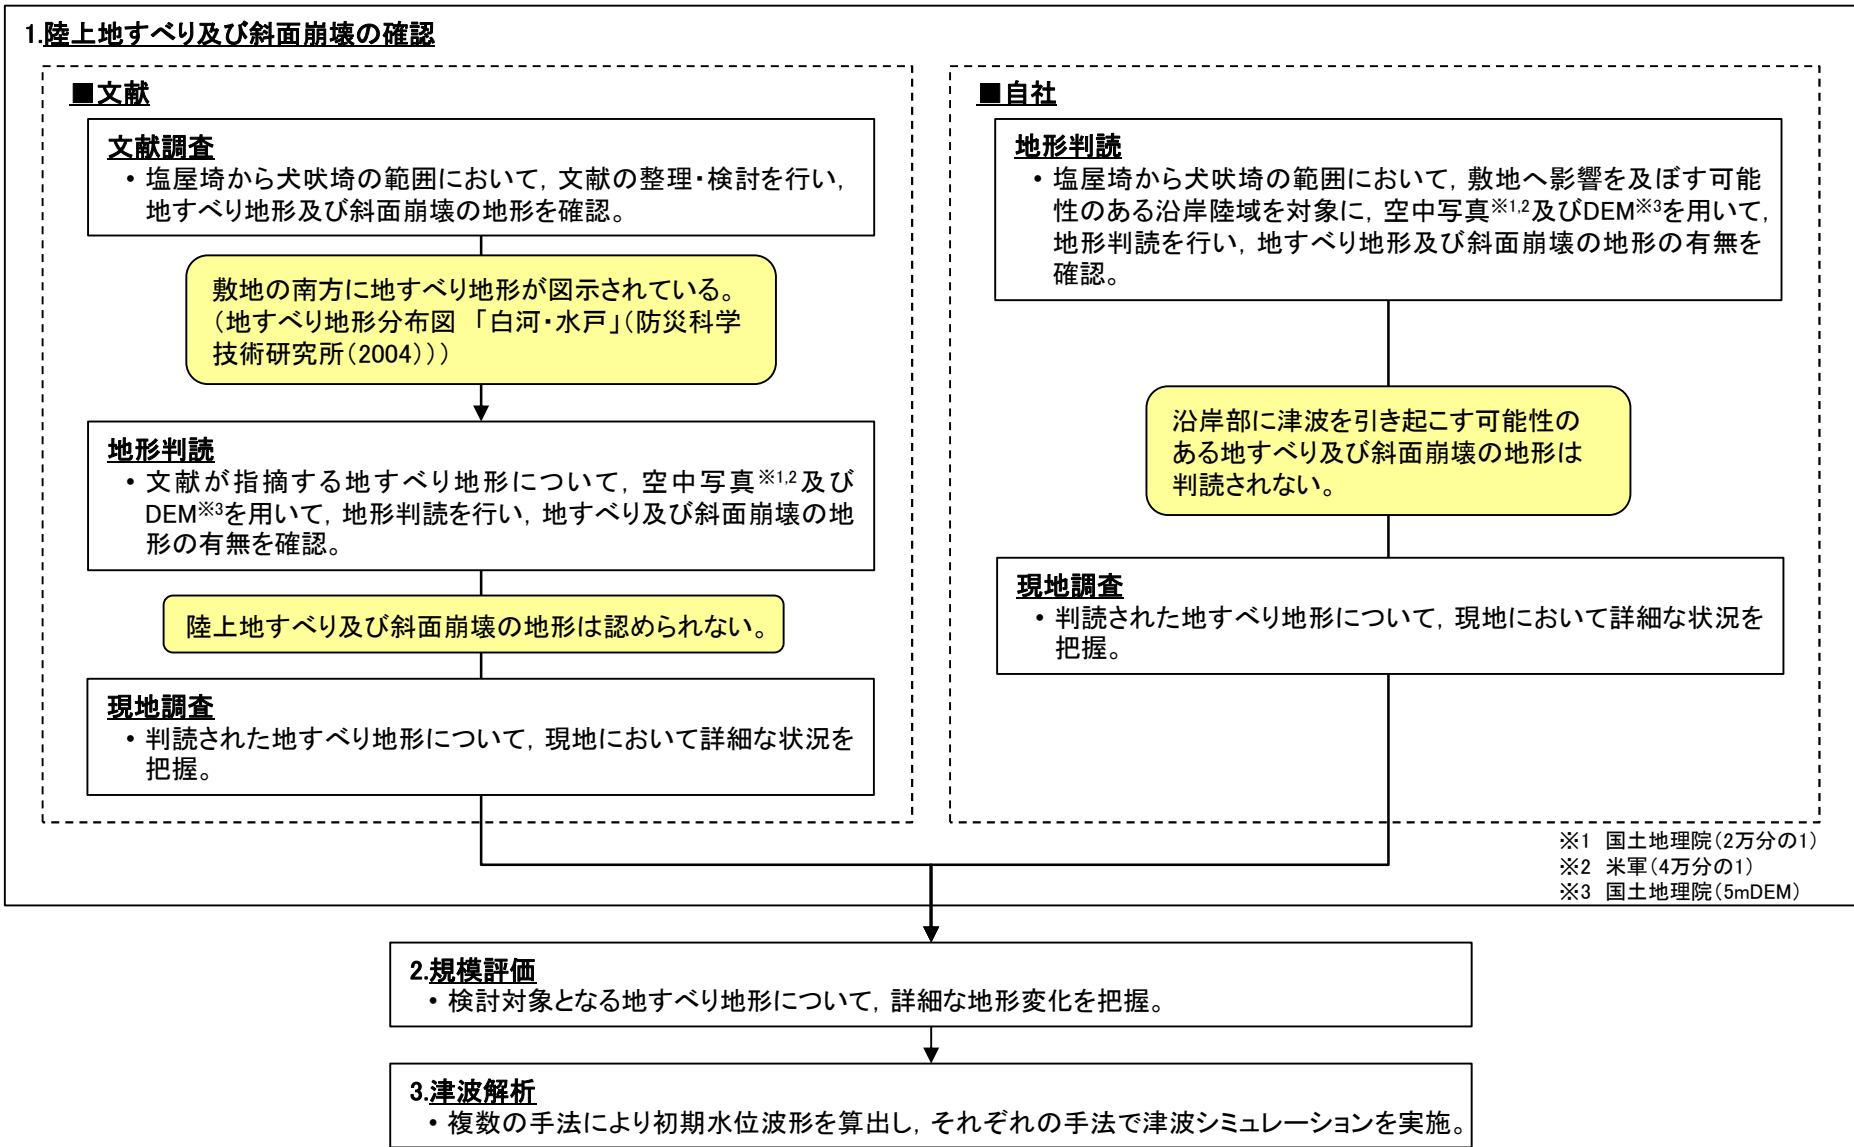 1.陸上地すべり及び斜面崩壊の確認
■文献
文献調査
• 塩屋埼から犬吠埼の範囲において，文献の整理・検討を行い，
地すべり地形及び斜面崩壊の地形を確認。
敷地の南方に地すべり地形が図示されている。
（地すべり地形分布図　「白河・水戸」（防災科学
技術研究所（2004）））
地形判読
• 文献が指摘する地すべり地形について，空中写真※1,2及び
DEM※3を用いて，地形判読を行い，地すべり及び斜面崩壊の地
形の有無を確認。
陸上地すべり及び斜面崩壊の地形は認められない。
現地調査
• 判読された地すべり地形について，現地において詳細な状況を
把握。
■自社
地形判読
• 塩屋埼から犬吠埼の範囲において，敷地へ影響を及ぼす可能
性のある沿岸陸域を対象に，空中写真※1,2及びDEM※3を用いて，
地形判読を行い，地すべり地形及び斜面崩壊の地形の有無を
確認。
沿岸部に津波を引き起こす可能性の
ある地すべり及び斜面崩壊の地形は
判読されない。
現地調査
• 判読された地すべり地形について，現地において詳細な状況を
把握。
※1　国土地理院（2万分の1）
※2　米軍（4万分の1）
※3　国土地理院（5mDEM）
2.規模評価
• 検討対象となる地すべり地形について，詳細な地形変化を把握。
3.津波解析
• 複数の手法により初期水位波形を算出し，それぞれの手法で津波シミュレーションを実施。